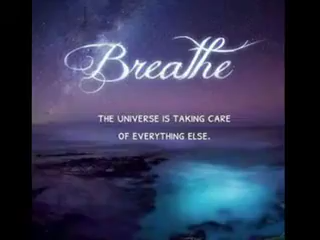 Breathe
THE UNIVERSE IS TAKING CARE
OF EVERYTHING ELSE.